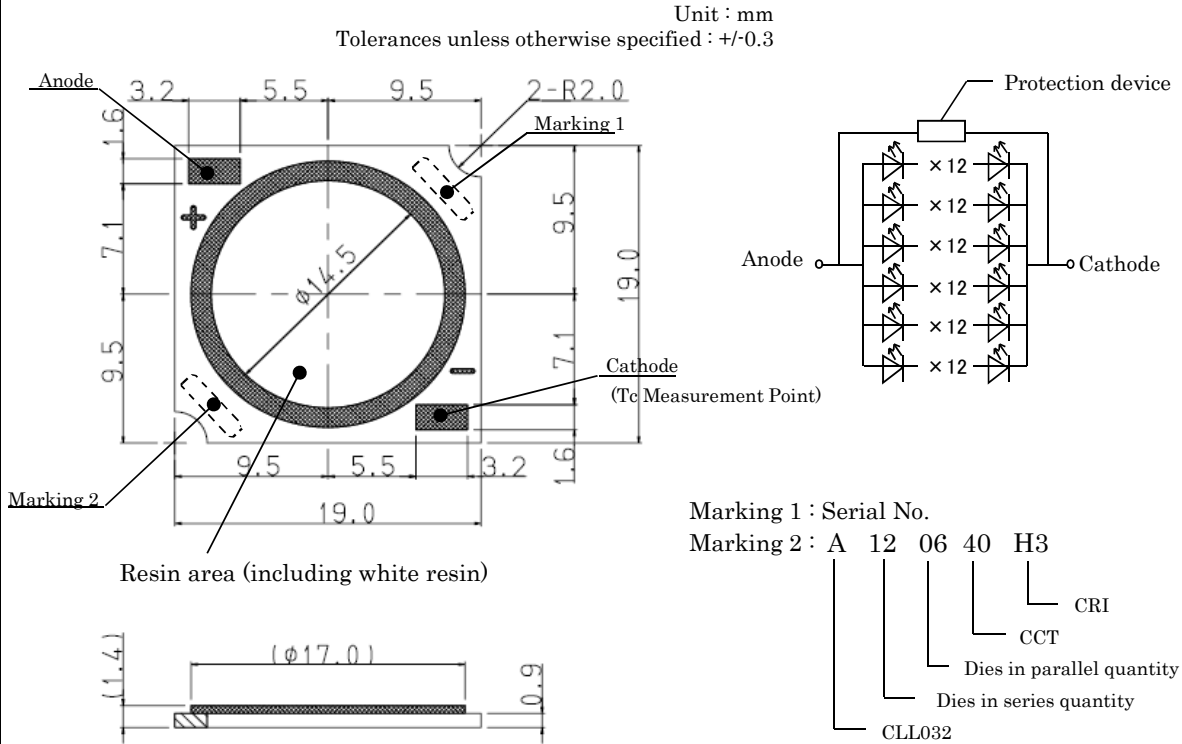 Unit : mm
Tolerances unless otherwise specified : +/-0.3
Anode
3.2
5.5
9.5
2-R2.0
Marking 1
1.6
7.1
9.5
+
ø14.5
9.5
19.0
7.1
1.6
−
Cathode
(Tc Measurement Point)
9.5
5.5
3.2
19.0
Marking 2
Resin area (including white resin)
(1.4)
(ø17.0)
0.9
Protection device
×12
×12
×12
Anode
Cathode
×12
×12
×12
Marking 1 : Serial No.
Marking 2 : A 12 06 40 H3
CRI
CCT
Dies in parallel quantity
Dies in series quantity
CLL032